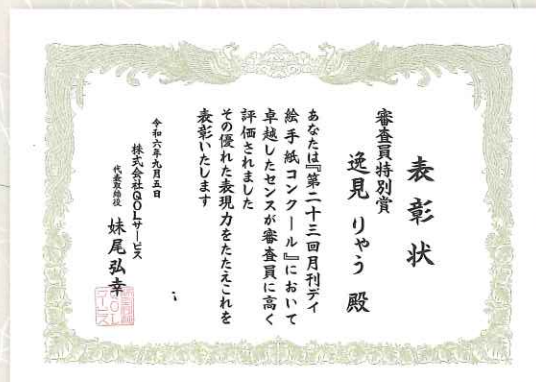 表彰状
審査員特別賞
逸見 りゃう 殿
あなたは『第二十三回月刊デイ
絵手紙コンクール』において
卓越したセンスが審査員に高く
評価されました
その優れた表現力をたたえこれを
表彰いたします
令和六年九月五日
株式会社QOLサービス
代表取締役 妹尾弘幸